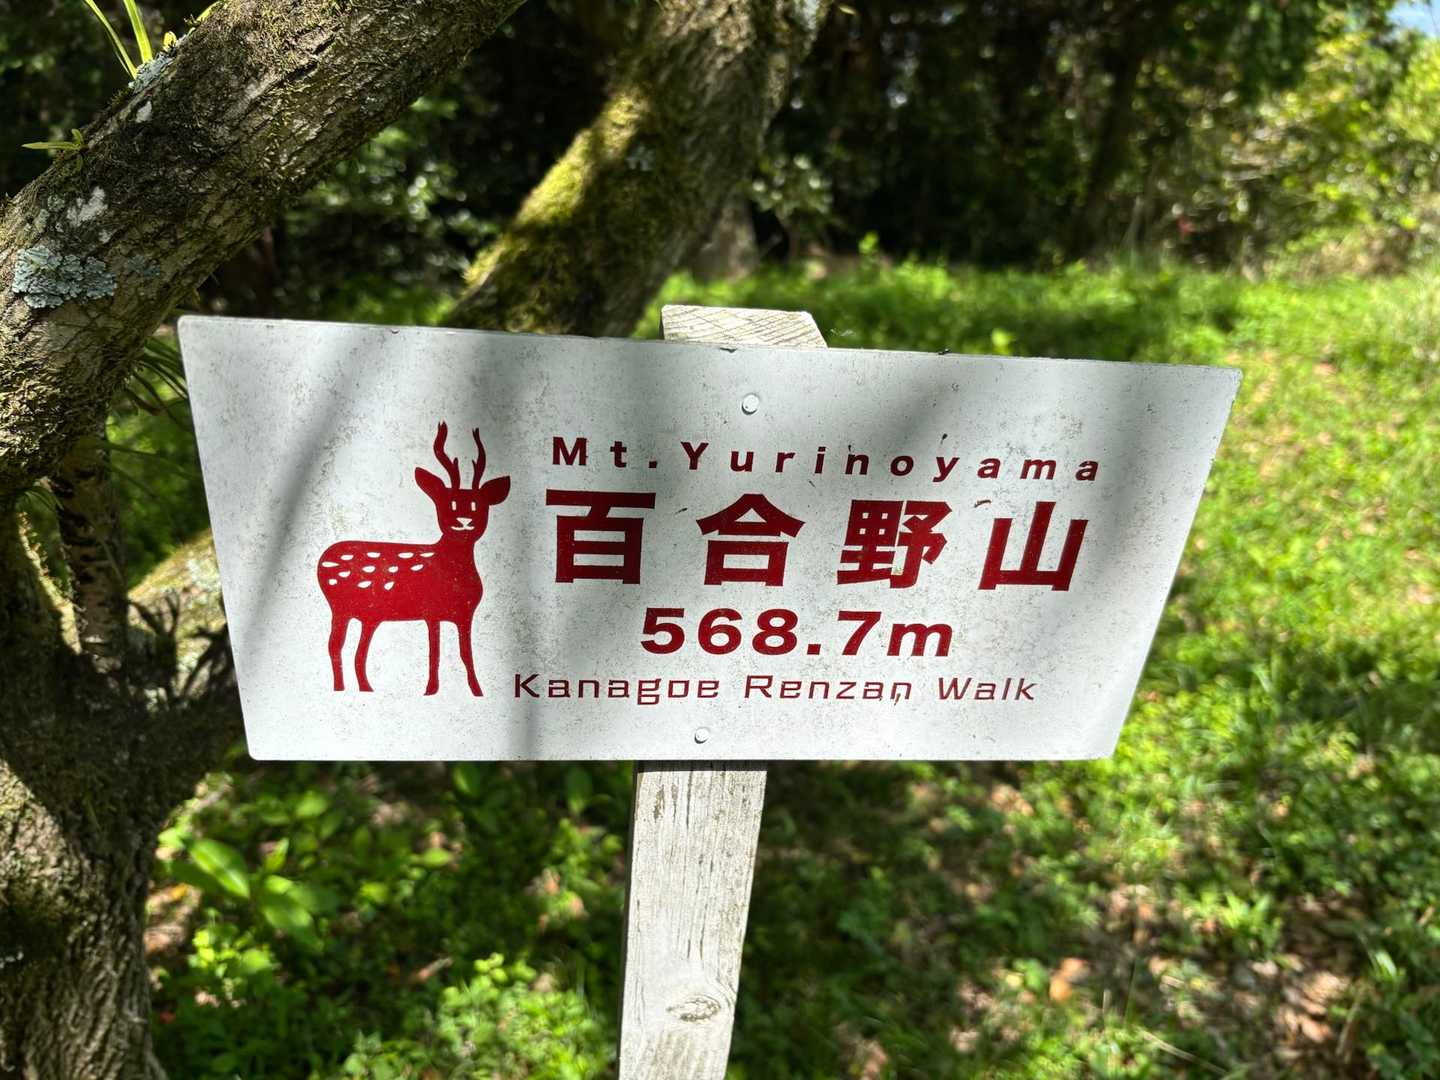 Mt.Yurinoyama
百合野山
568.7m
Kanagoe Renzan Walk